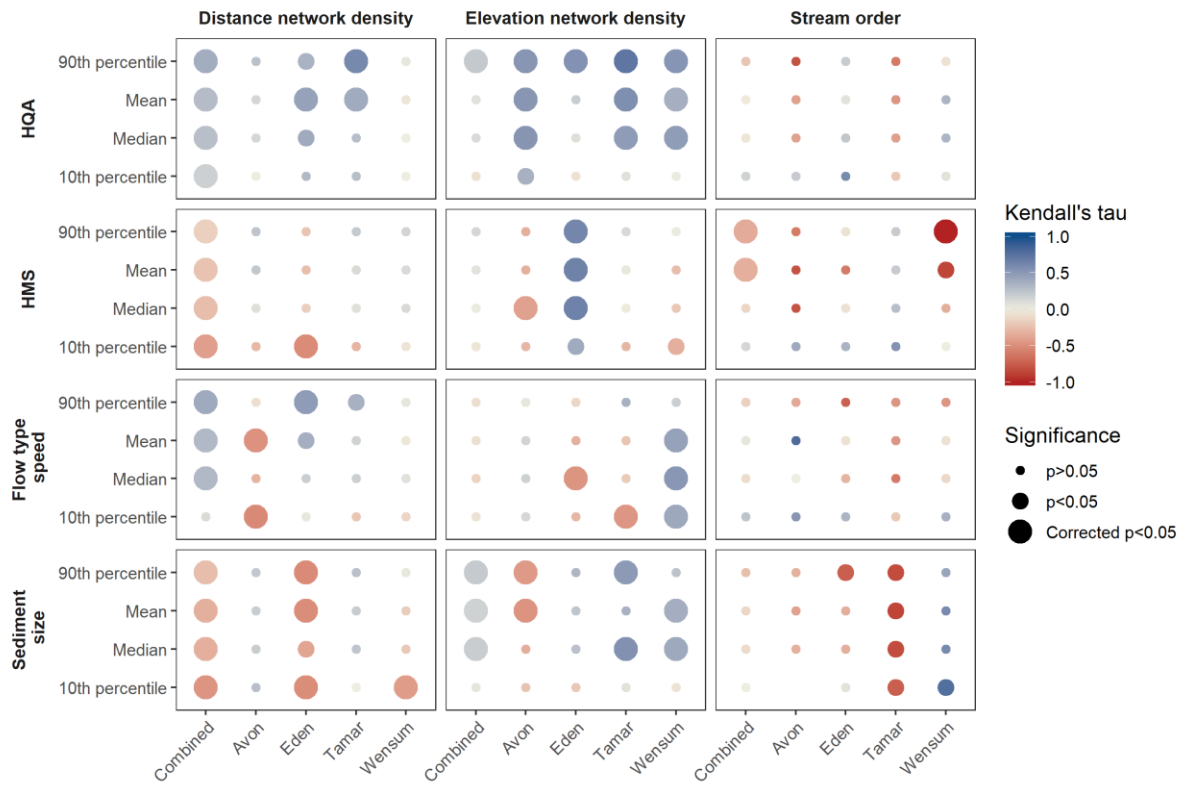 Distance network density
Elevation network density
Stream order
HQA
90th percentile
Mean
Median
10th percentile
HMS
90th percentile
Mean
Median
10th percentile
Flow type
speed
90th percentile
Mean
Median
10th percentile
Sediment
size
90th percentile
Mean
Median
10th percentile
Combined
Avon
Eden
Tamar
Wensum
Combined
Avon
Eden
Tamar
Wensum
Combined
Avon
Eden
Tamar
Wensum
Kendall's tau
1.0
0.5
0.0
-0.5
-1.0
Significance
p>0.05
p<0.05
Corrected p<0.05